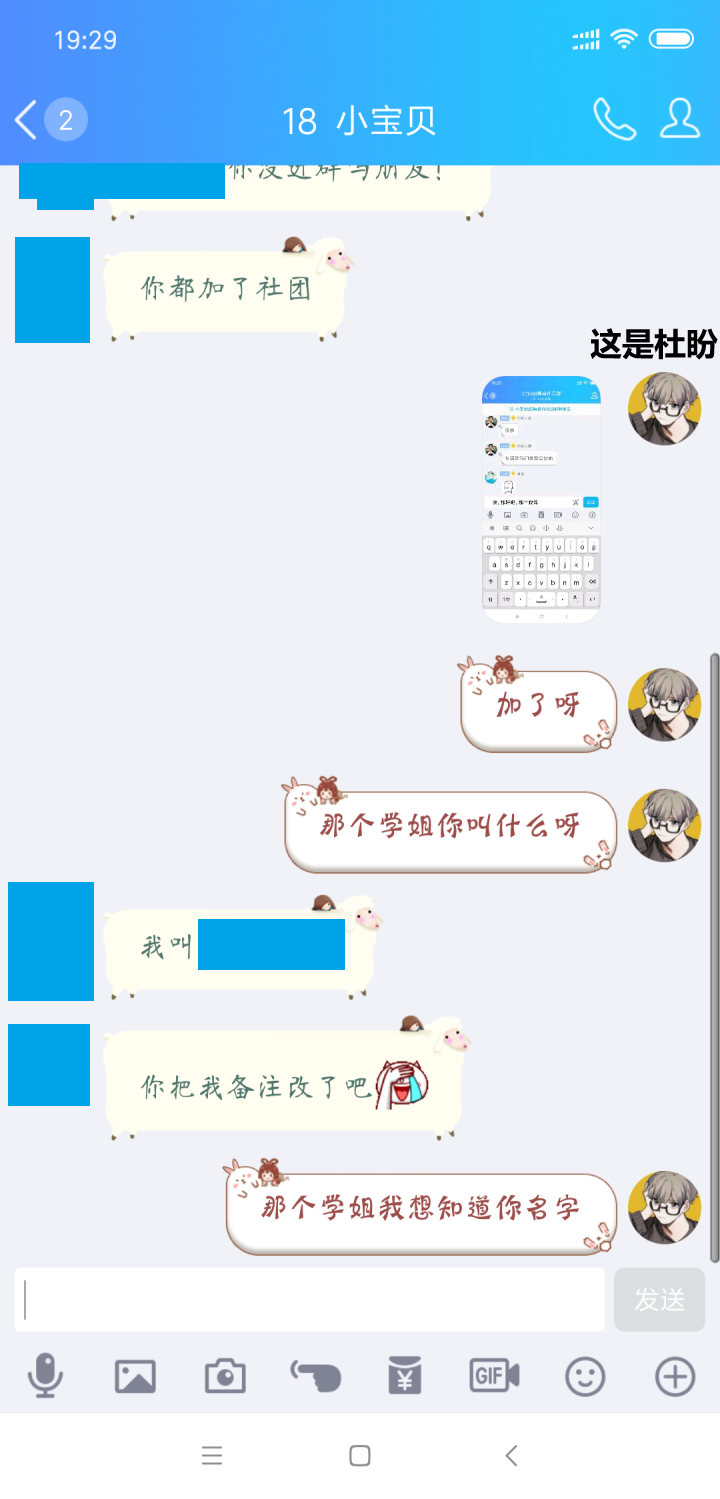 19:29
2
18 小宝贝
你没进群吗朋友!
你都加了社团
这是杜盼
q w e r t y u i o p
a s d f g h j k l
z x c v b n m
加了呀
那个学姐你叫什么呀
我叫
你把我备注改了吧
那个学姐我想知道你名字
发送
¥
GIF